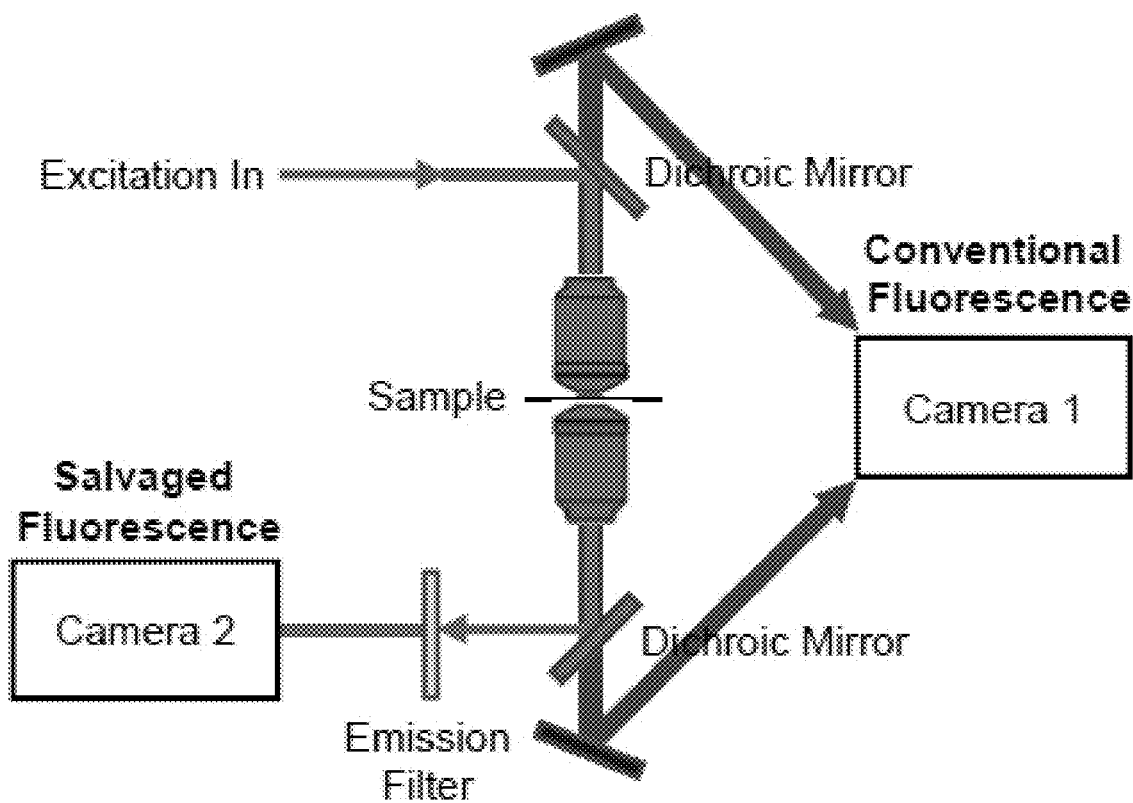 Excitation In
Dichroic Mirror
Conventional
Fluorescence
Sample
Camera 1
Salvaged
Fluorescence
Camera 2
Dichroic Mirror
Emission
Filter